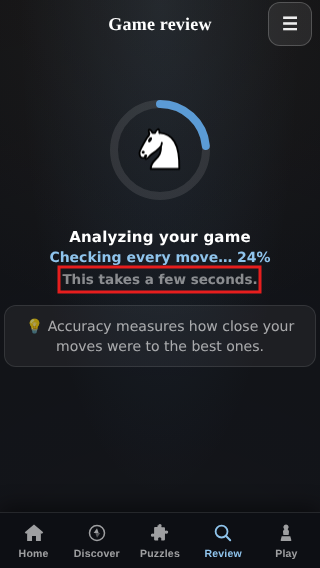 Game review
Analyzing your game
Checking every move... 24%
This takes a few seconds.
💡 Accuracy measures how close your
moves were to the best ones.
Home
Discover
Puzzles
Review
Play